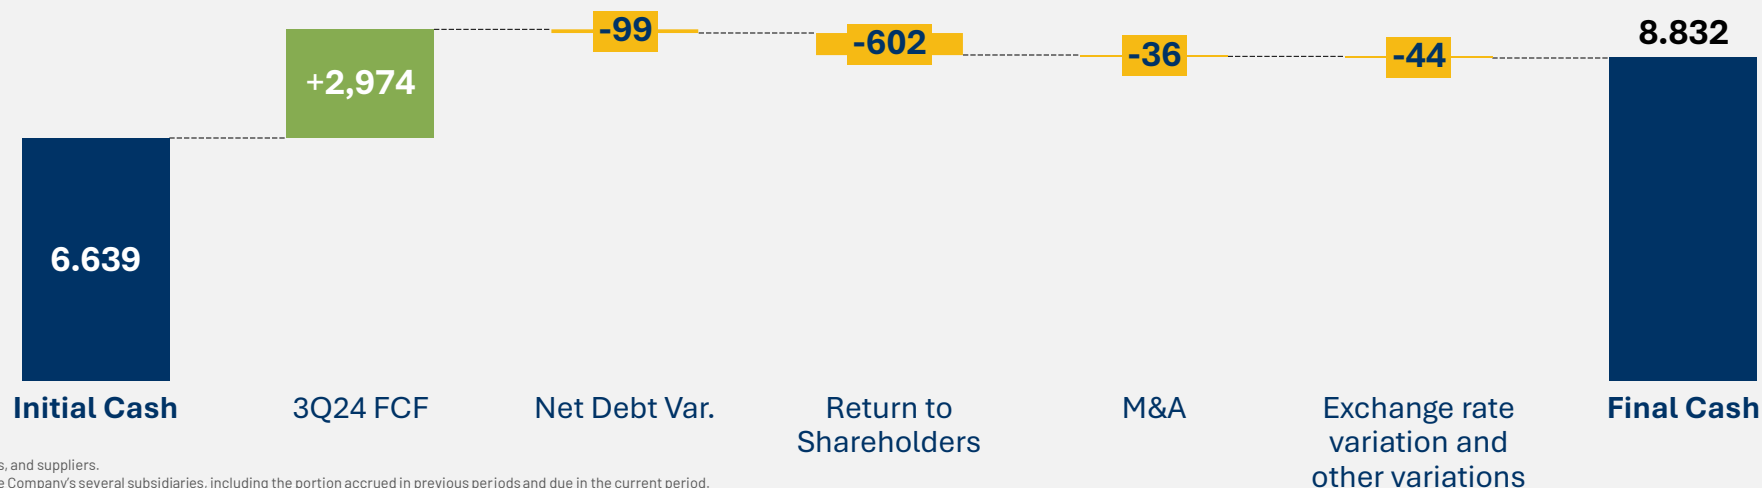 -99
-602
-36
-44
8.832
+2,974
6.639
Initial Cash
3Q24 FCF
Net Debt Var.
Return to
Shareholders
M&A
Exchange rate
variation and
other variations
Final Cash
, and suppliers.
Company's several subsidiaries, including the portion accrued in previous periods and due in the current period.